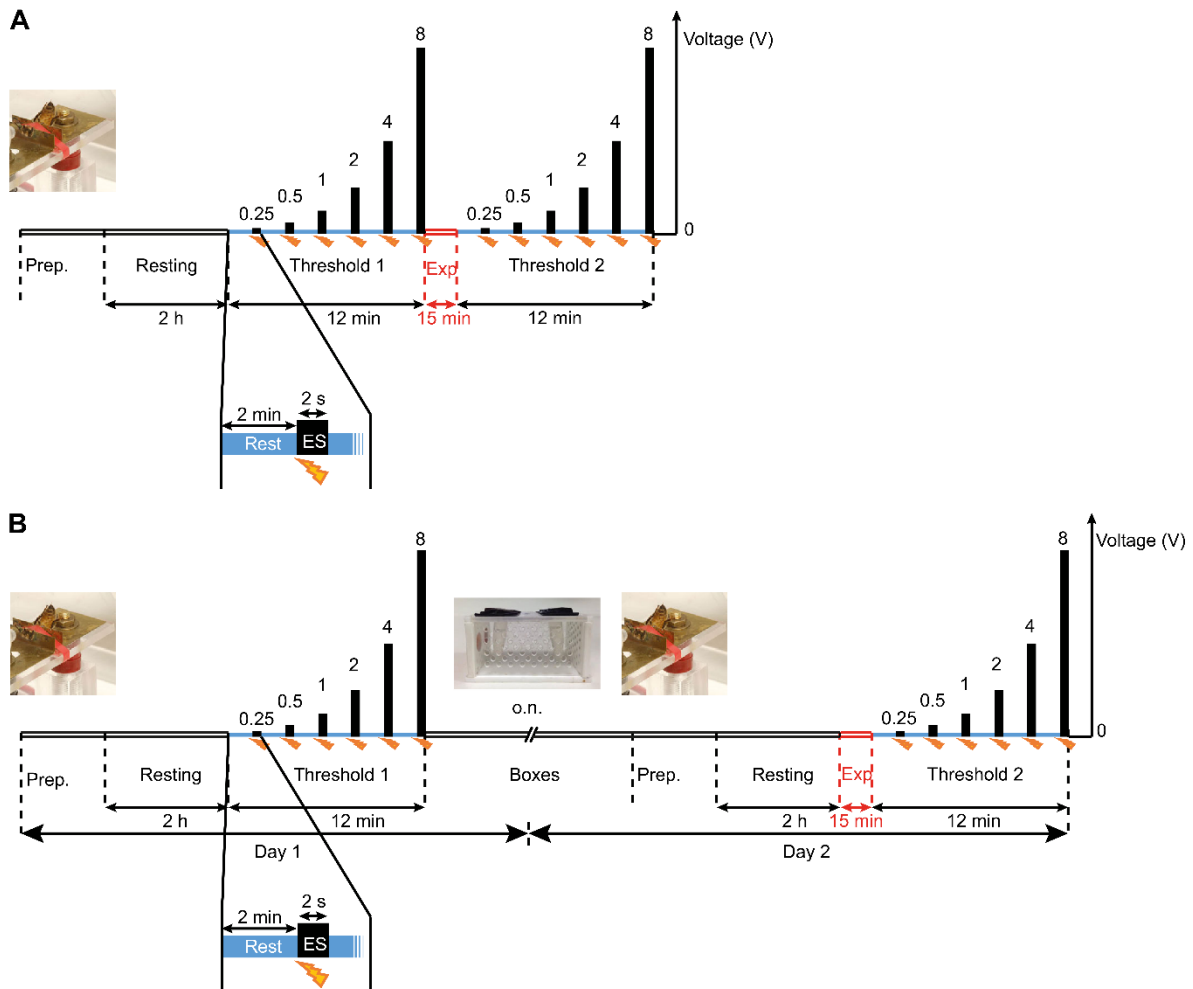 A
Voltage (V)
8
8
4
4
2
2
1
1
0.5
0.5
0.25
0.25
0
Prep.
Resting
Threshold 1
Exp
Threshold 2
2 h
12 min
15 min
12 min
2 s
2 min
Rest
ES
B
Voltage (V)
8
8
4
4
2
2
1
1
0.5
0.5
0.25
0.25
o.n.
0
Prep.
Resting
Threshold 1
Boxes
Prep.
Resting
Exp
Threshold 2
2 h
12 min
2 h
15 min
12 min
Day 1
Day 2
2 s
2 min
Rest
ES